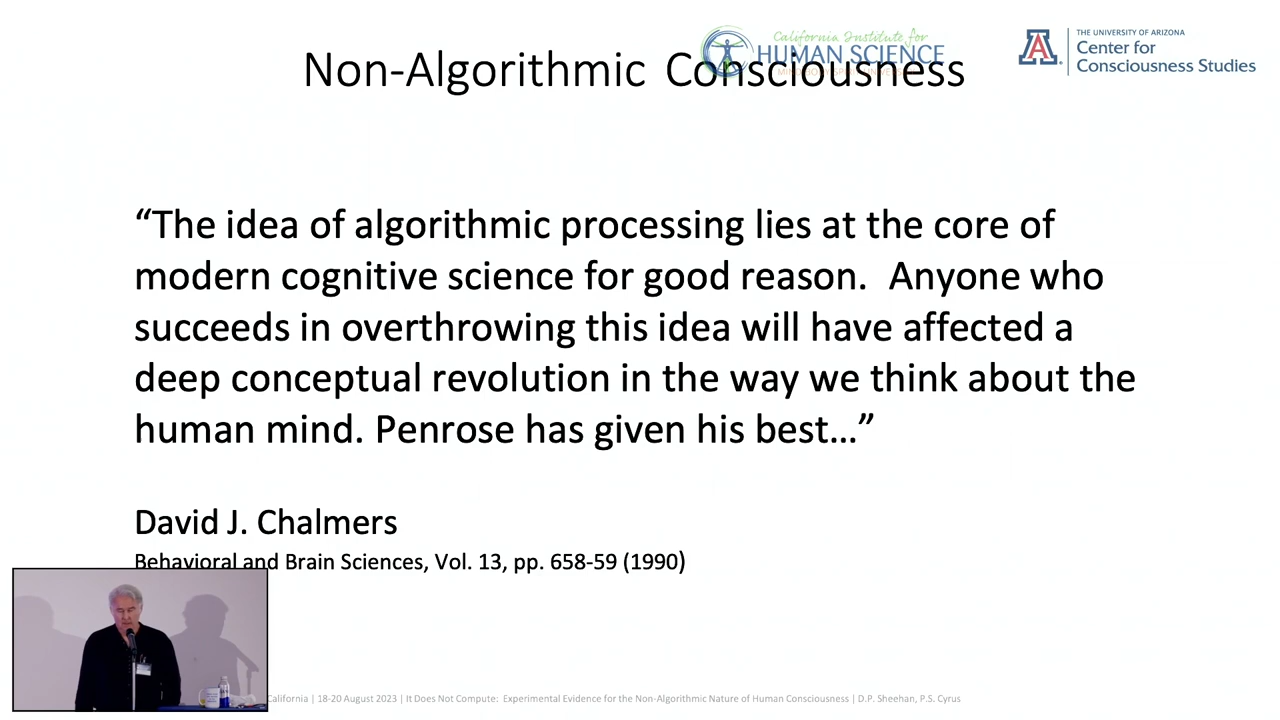 California Institute for
HUMAN SCIENCE
THE UNIVERSITY OF ARIZONA
Center for
Consciousness Studies
Non-Algorithmic Consciousness
“The idea of algorithmic processing lies at the core of
modern cognitive science for good reason. Anyone who
succeeds in overthrowing this idea will have affected a
deep conceptual revolution in the way we think about the
human mind. Penrose has given his best…”
David J. Chalmers
Behavioral and Brain Sciences, Vol. 13, pp. 658-59 (1990)
California | 18-20 August 2023 | It Does Not Compute: Experimental Evidence for the Non-Algorithmic Nature of Human Consciousness | D.P. Sheehan, P.S. Cyrus